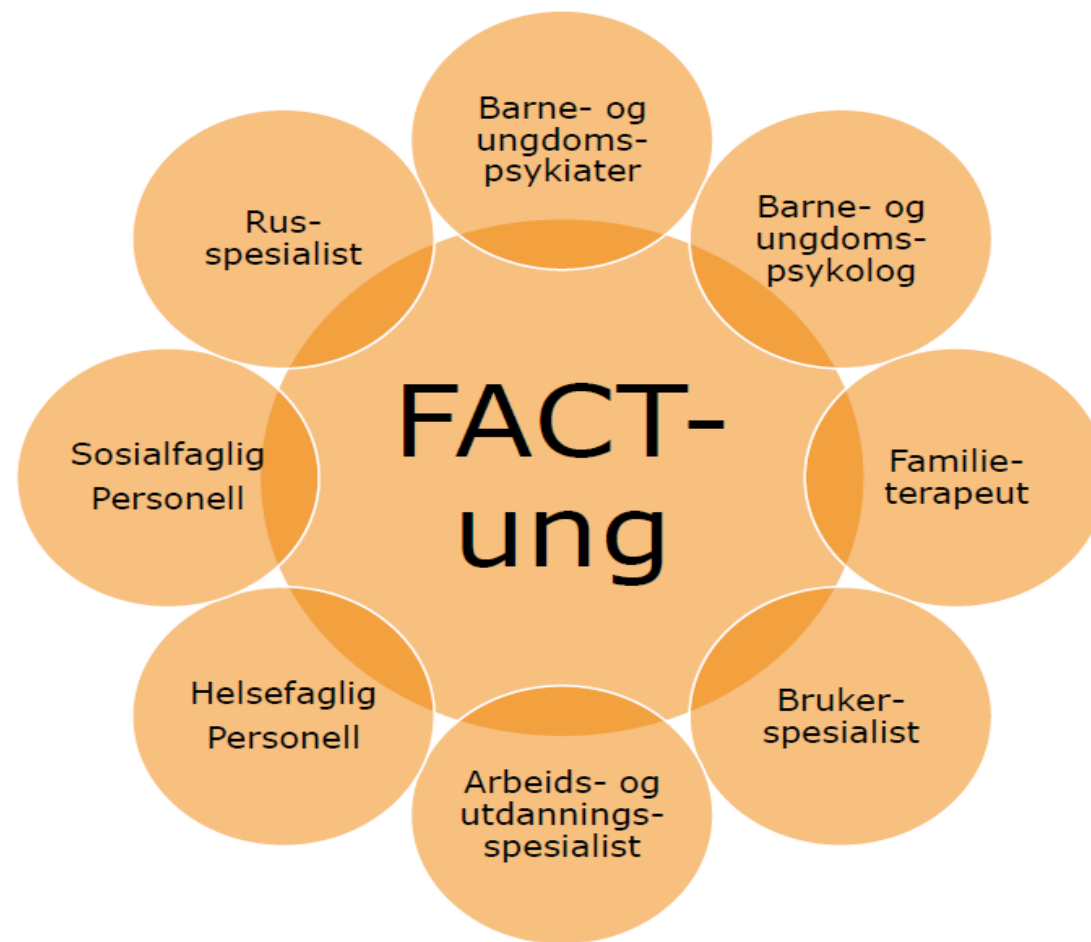 Barne- og
ungdoms-
psykiater
Barne- og
ungdoms-
psykolog
Familie-
terapeut
Bruker-
spesialist
Arbeids- og
utdannings-
spesialist
Helsefaglig
Personell
Sosialfaglig
Personell
Rus-
spesialist
FACT-
ung